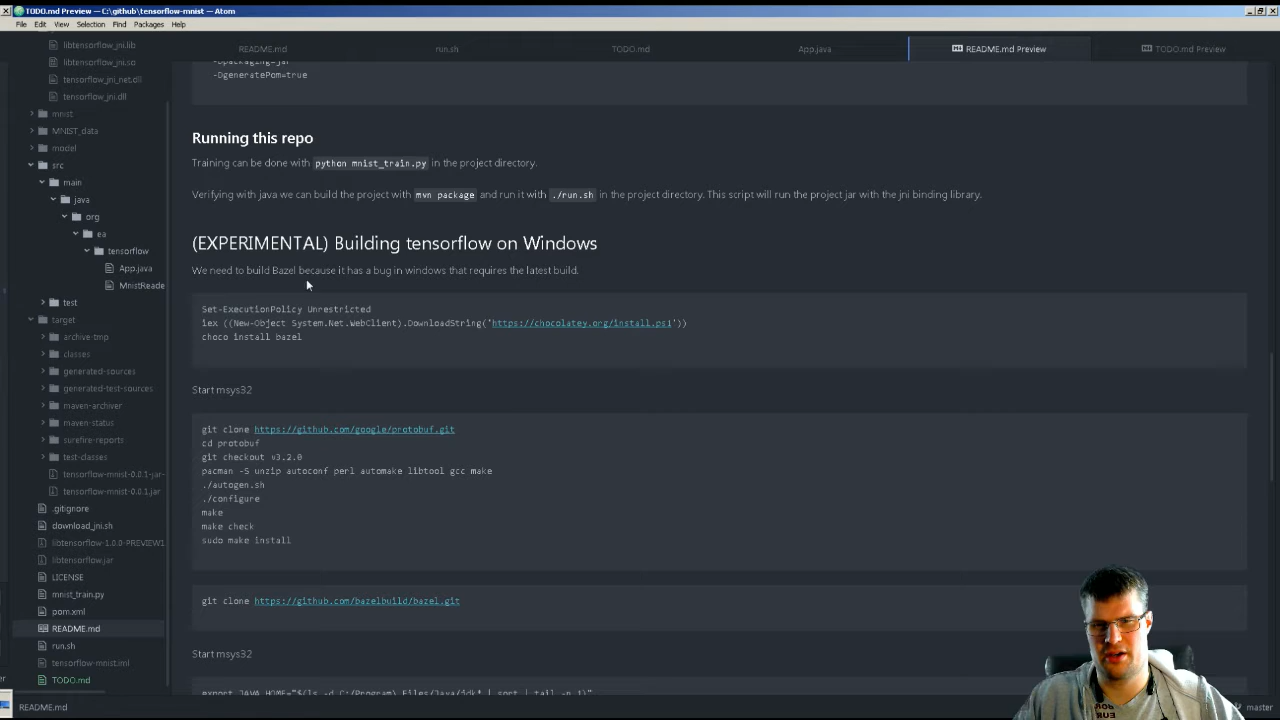 TODO.md Preview — C:\github\tensorflow-mnist — Atom
File Edit View Selection Find Packages Help
README.md run.sh TODO.md App.java README.md Preview TODO.md Preview
libtensorflow_jni.lib
libtensorflow_jni.so
tensorflow_jni_net.dll
tensorflow_jni.dll
mnist
MNIST_data
model
src
main
java
org
ea
tensorflow
App.java
MnistReade
test
target
archive-tmp
classes
generated-sources
generated-test-sources
maven-archiver
maven-status
surefire-reports
test-classes
tensorflow-mnist-0.0.1-jar-
tensorflow-mnist-0.0.1.jar
.gitignore
download_jni.sh
libtensorflow-1.0.0-PREVIEW1
libtensorflow.jar
LICENSE
mnist_train.py
pom.xml
README.md
run.sh
tensorflow-mnist.iml
TODO.md
-Dpackaging=jar
-DgeneratePom=true
Running this repo
Training can be done with python mnist_train.py in the project directory.
Verifying with java we can build the project with mvn package and run it with ./run.sh in the project directory. This script will run the project jar with the jni binding library.
(EXPERIMENTAL) Building tensorflow on Windows
We need to build Bazel because it has a bug in windows that requires the latest build.
Set-ExecutionPolicy Unrestricted
iex ((New-Object System.Net.WebClient).DownloadString('https://chocolatey.org/install.ps1'))
choco install bazel
Start msys32
git clone https://github.com/google/protobuf.git
cd protobuf
git checkout v3.2.0
pacman -S unzip autoconf perl automake libtool gcc make
./autogen.sh
./configure
make
make check
sudo make install
git clone https://github.com/bazelbuild/bazel.git
Start msys32
export JAVA_HOME="$(ls -d C:/Program\ Files/Java/jdk* | sort | tail -n 1)"
README.md master